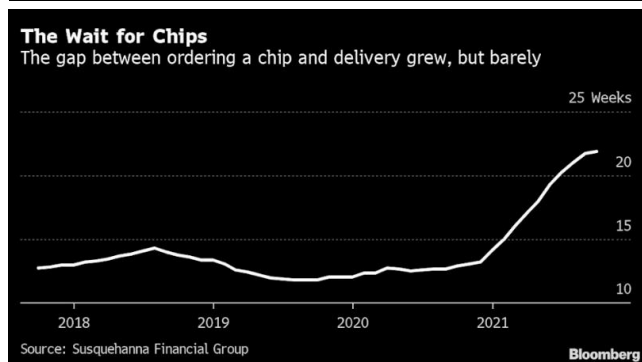 The Wait for Chips
The gap between ordering a chip and delivery grew, but barely
25 Weeks
20
15
10
2018 2019 2020 2021
Source: Susquehanna Financial Group
Bloomberg